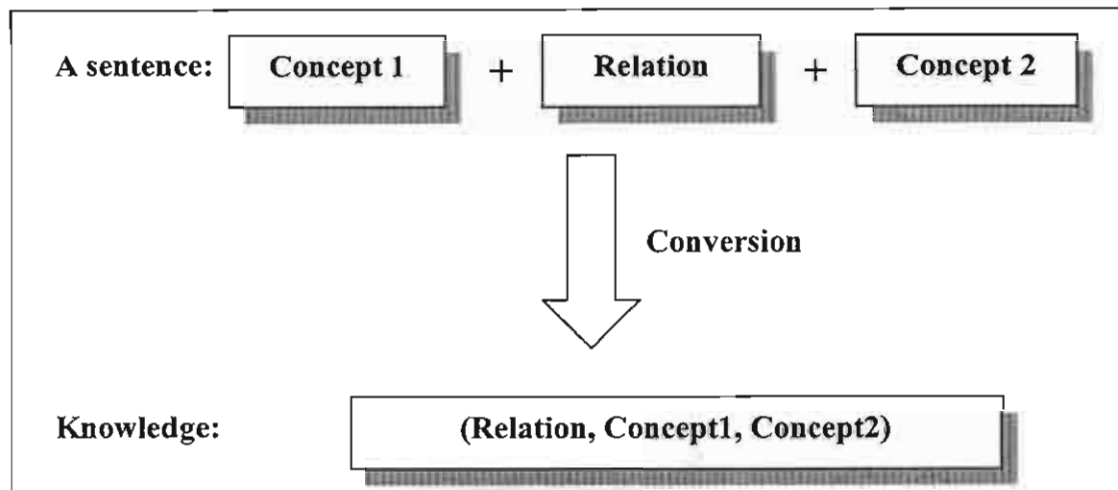 A sentence: Concept 1 + Relation + Concept 2
Conversion
Knowledge: (Relation, Concept1, Concept2)